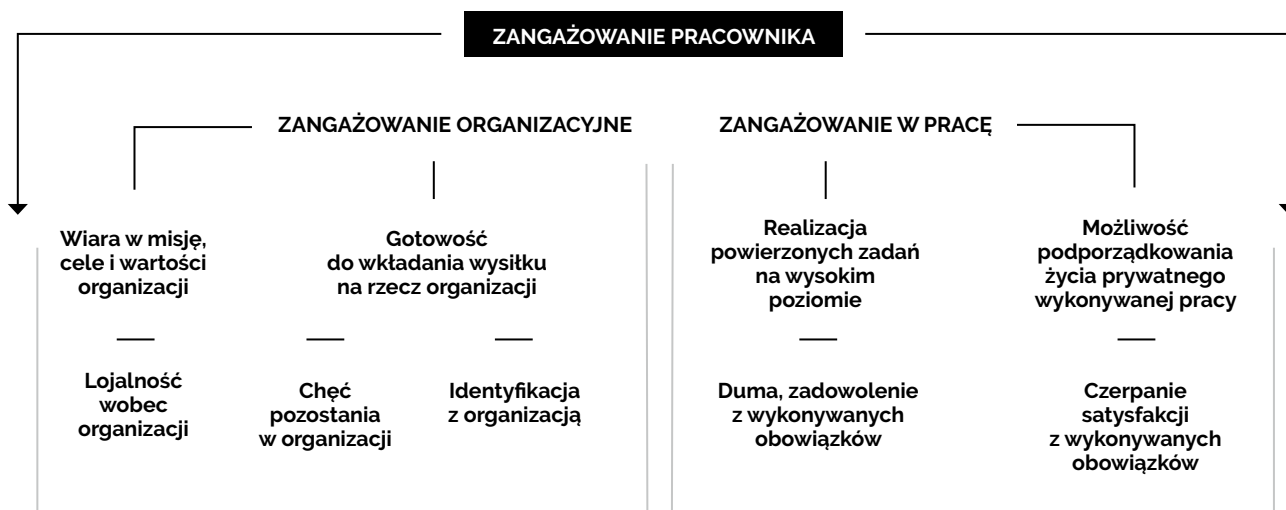 ZANGAŻOWANIE PRACOWNIKA
ZANGAŻOWANIE ORGANIZACYJNE
ZANGAŻOWANIE W PRACĘ
Wiara w misję,
cele i wartości
organizacji
Gotowość
do wkładania wysiłku
na rzecz organizacji
Realizacja
powierzonych zadań
na wysokim
poziomie
Możliwość
podporządkowania
życia prywatnego
wykonywanej pracy
Lojalność
wobec
organizacji
Chęć
pozostania
w organizacji
Identyfikacja
z organizacją
Duma, zadowolenie
z wykonywanych
obowiązków
Czerpanie
satysfakcji
z wykonywanych
obowiązków